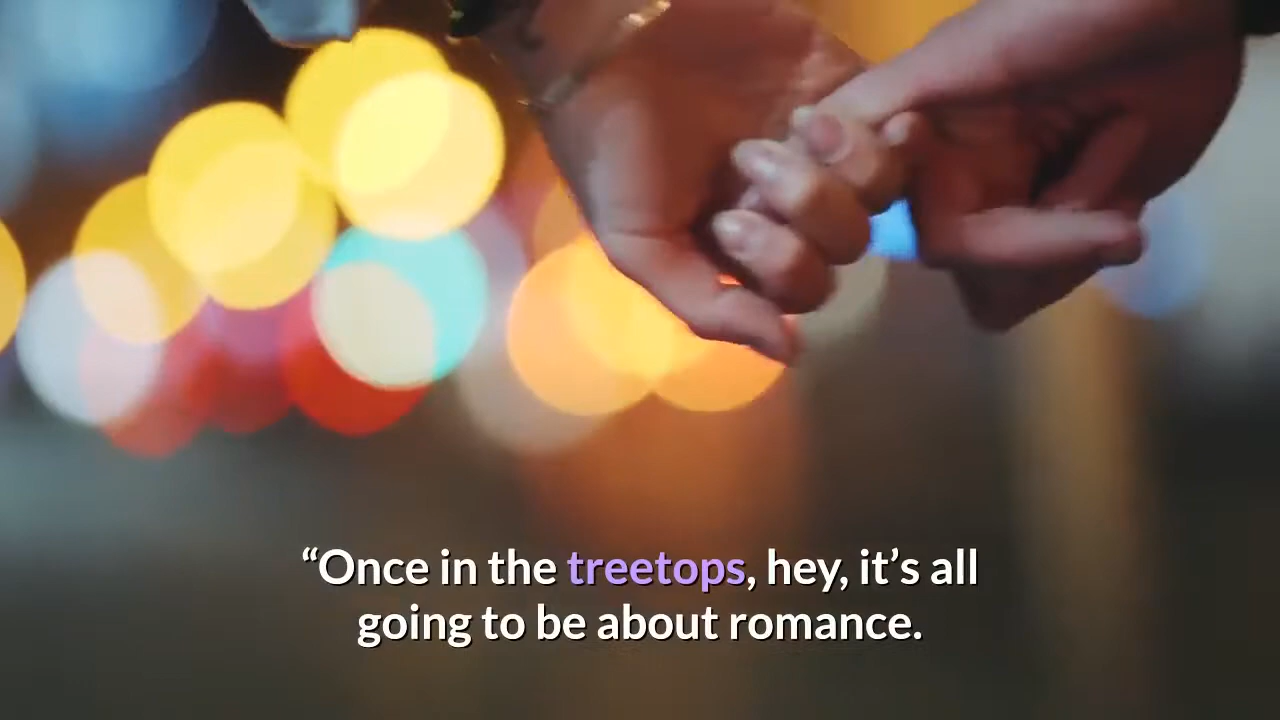 “Once in the treetops, hey, it’s all
going to be about romance.